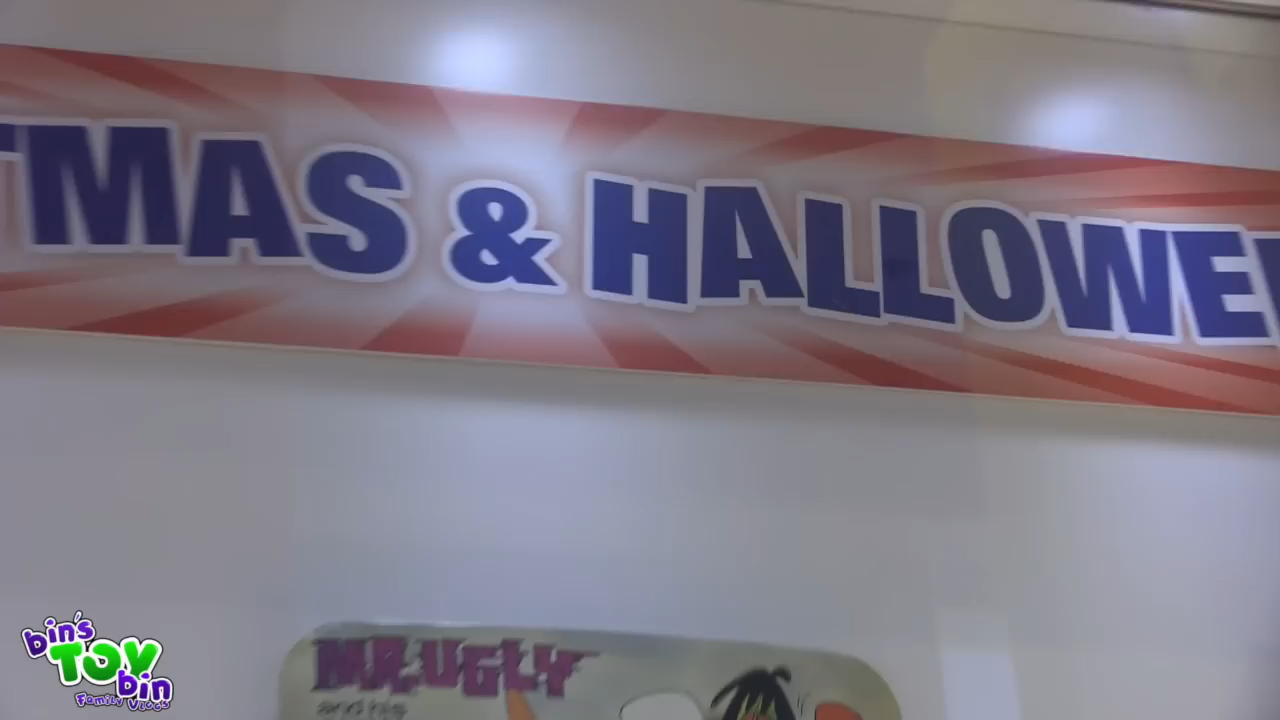 TMAS & HALLOWE
MR. UGLY
and his
bin's
TOY
bin
Family Vlogs